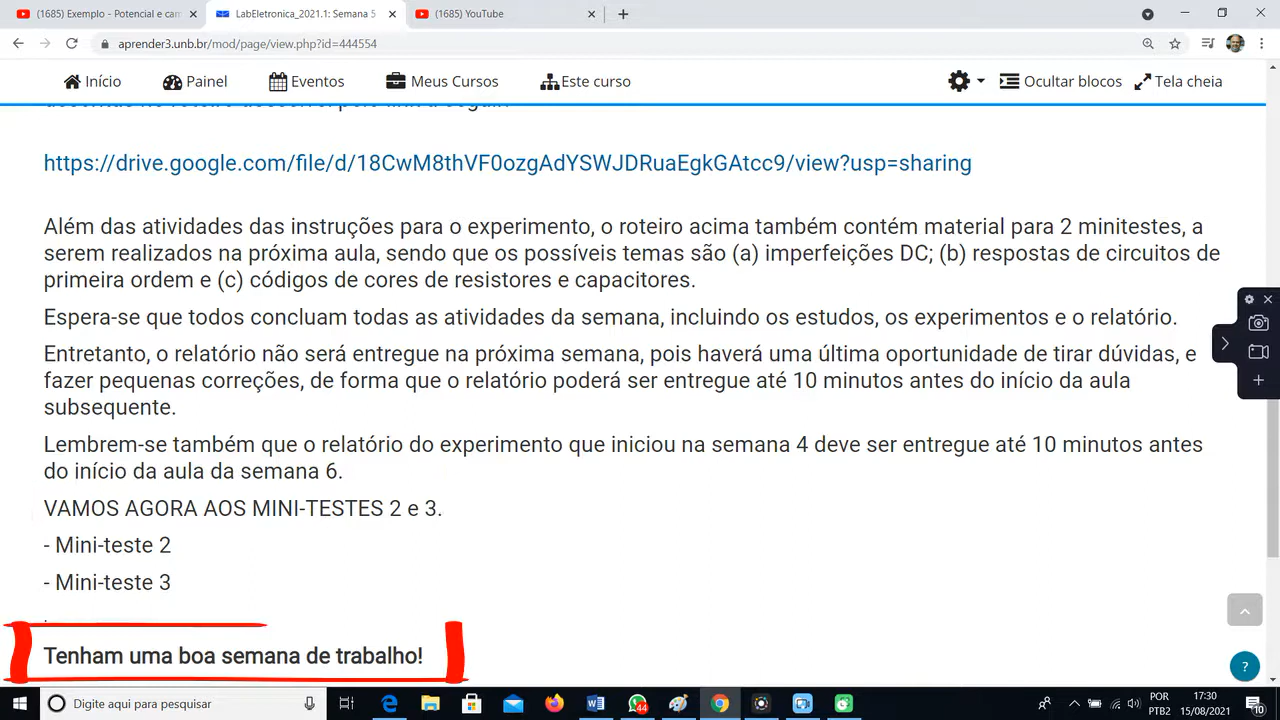 (1685) Exemplo - Potencial e cam
LabEletronica_2021.1: Semana 5
(1685) YouTube
aprender3.unb.br/mod/page/view.php?id=444554
Início
Painel
Eventos
Meus Cursos
Este curso
Ocultar blocos
Tela cheia
https://drive.google.com/file/d/18CwM8thVF0ozgAdYSWJDRuaEgkGAtcc9/view?usp=sharing
Além das atividades das instruções para o experimento, o roteiro acima também contém material para 2 minitestes, a
serem realizados na próxima aula, sendo que os possíveis temas são (a) imperfeições DC; (b) respostas de circuitos de
primeira ordem e (c) códigos de cores de resistores e capacitores.
Espera-se que todos concluam todas as atividades da semana, incluindo os estudos, os experimentos e o relatório.
Entretanto, o relatório não será entregue na próxima semana, pois haverá uma última oportunidade de tirar dúvidas, e
fazer pequenas correções, de forma que o relatório poderá ser entregue até 10 minutos antes do início da aula
subsequente.
Lembrem-se também que o relatório do experimento que iniciou na semana 4 deve ser entregue até 10 minutos antes
do início da aula da semana 6.
VAMOS AGORA AOS MINI-TESTES 2 e 3.
- Mini-teste 2
- Mini-teste 3
.
Tenham uma boa semana de trabalho!
?
Digite aqui para pesquisar
44
POR
PTB2
17:30
15/08/2021
10